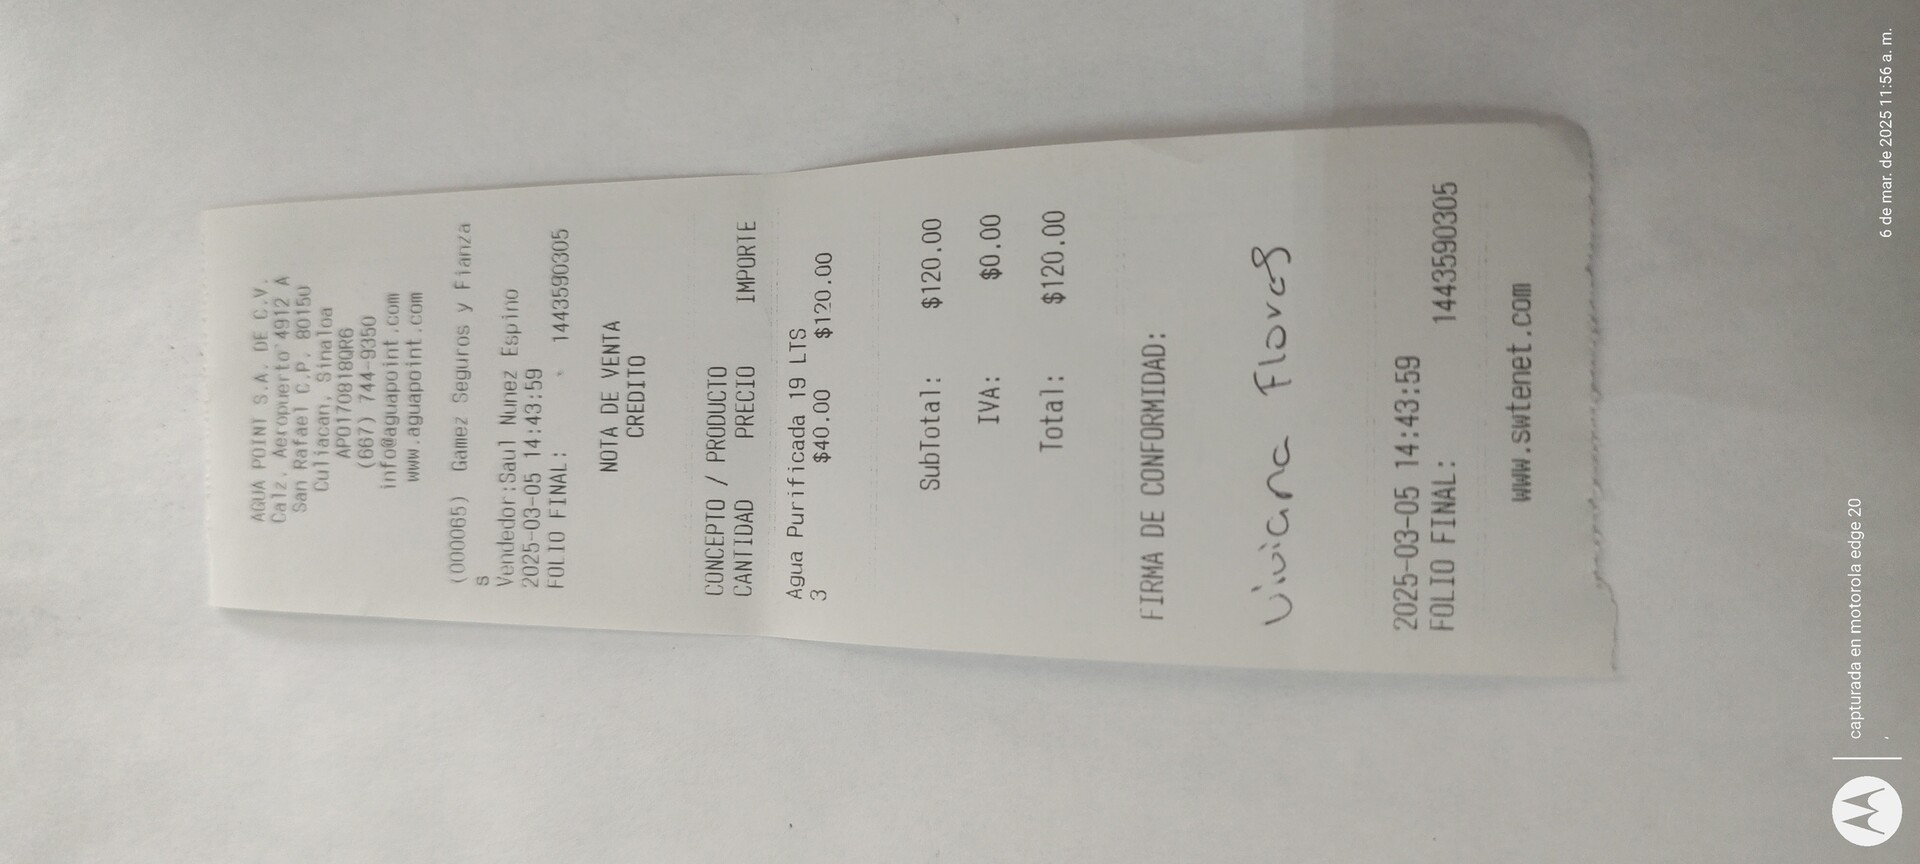 AGUA POINT S.A. DE C.V.
Calz. Aeropuerto 4912 A
San Rafael C.P. 80150
Culiacan, Sinaloa
APO170818QR6
(667) 744-9350
info@aguapoint.com
www.aguapoint.com
(000065) Gamez Seguros y Fianza
s
Vendedor:Saul Nunez Espino
2025-03-05 14:43:59
FOLIO FINAL: 1443590305
NOTA DE VENTA
CREDITO
CONCEPTO / PRODUCTO
CANTIDAD PRECIO IMPORTE
Agua Purificada 19 LTS
3 $40.00 $120.00
SubTotal: $120.00
IVA: $0.00
Total: $120.00
FIRMA DE CONFORMIDAD:
Viviana Flores
2025-03-05 14:43:59
FOLIO FINAL: 1443590305
www.swtenet.com
capturada en motorola edge 20
,
6 de mar. de 2025 11:56 a. m.